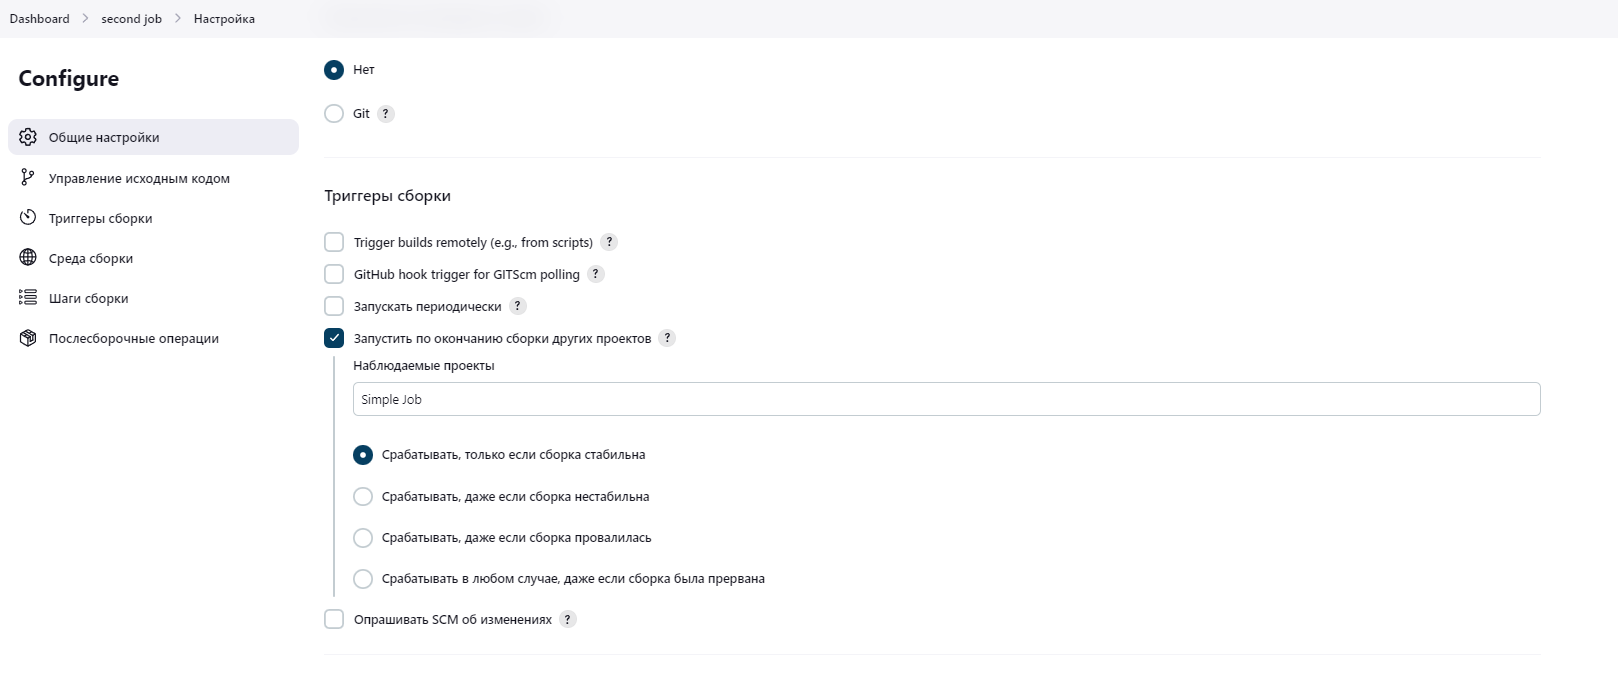 Dashboard > second job > Настройка
Configure
Общие настройки
Управление исходным кодом
Триггеры сборки
Среда сборки
Шаги сборки
Послесборочные операции
Нет
Git ?
Триггеры сборки
Trigger builds remotely (e.g., from scripts) ?
GitHub hook trigger for GITScm polling ?
Запускать периодически ?
Запустить по окончанию сборки других проектов ?
Наблюдаемые проекты
Simple Job
Срабатывать, только если сборка стабильна
Срабатывать, даже если сборка нестабильна
Срабатывать, даже если сборка провалилась
Срабатывать в любом случае, даже если сборка была прервана
Опрашивать SCM об изменениях ?